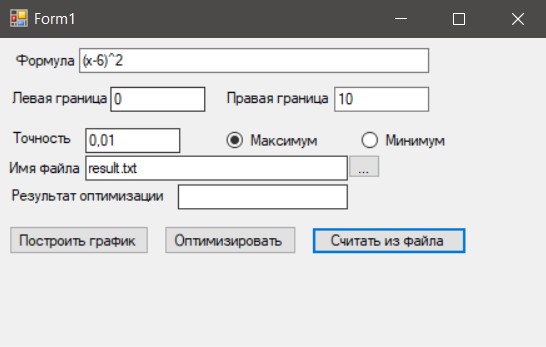 Form1
Формула (x-6)^2
Левая граница 0 Правая граница 10
Точность 0,01 Максимум Минимум
Имя файла result.txt ...
Результат оптимизации
Построить график Оптимизировать Считать из файла